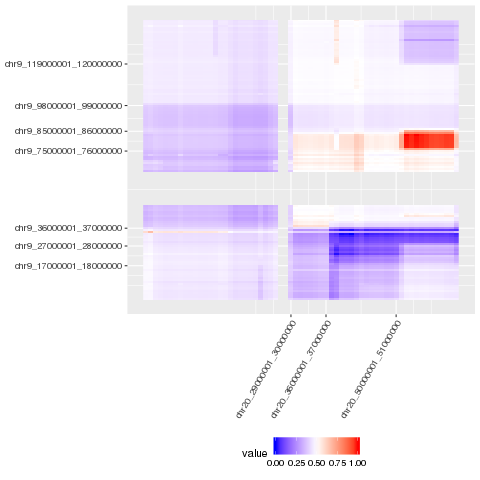 chr9_119000001_120000000
chr9_98000001_99000000
chr9_85000001_86000000
chr9_75000001_76000000
chr9_36000001_37000000
chr9_27000001_28000000
chr9_17000001_18000000
chr20_29000001_30000000
chr20_36000001_37000000
chr20_50000001_51000000
value
0.00 0.25 0.50 0.75 1.00